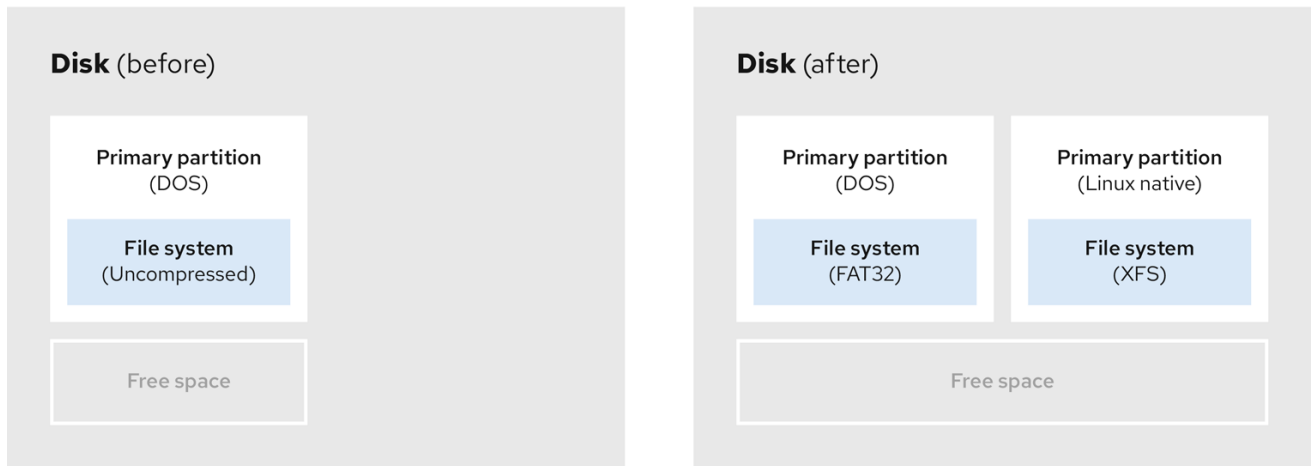 Disk (before)
Primary partition
(DOS)
File system
(Uncompressed)
Free space
Disk (after)
Primary partition
(DOS)
File system
(FAT32)
Primary partition
(Linux native)
File system
(XFS)
Free space